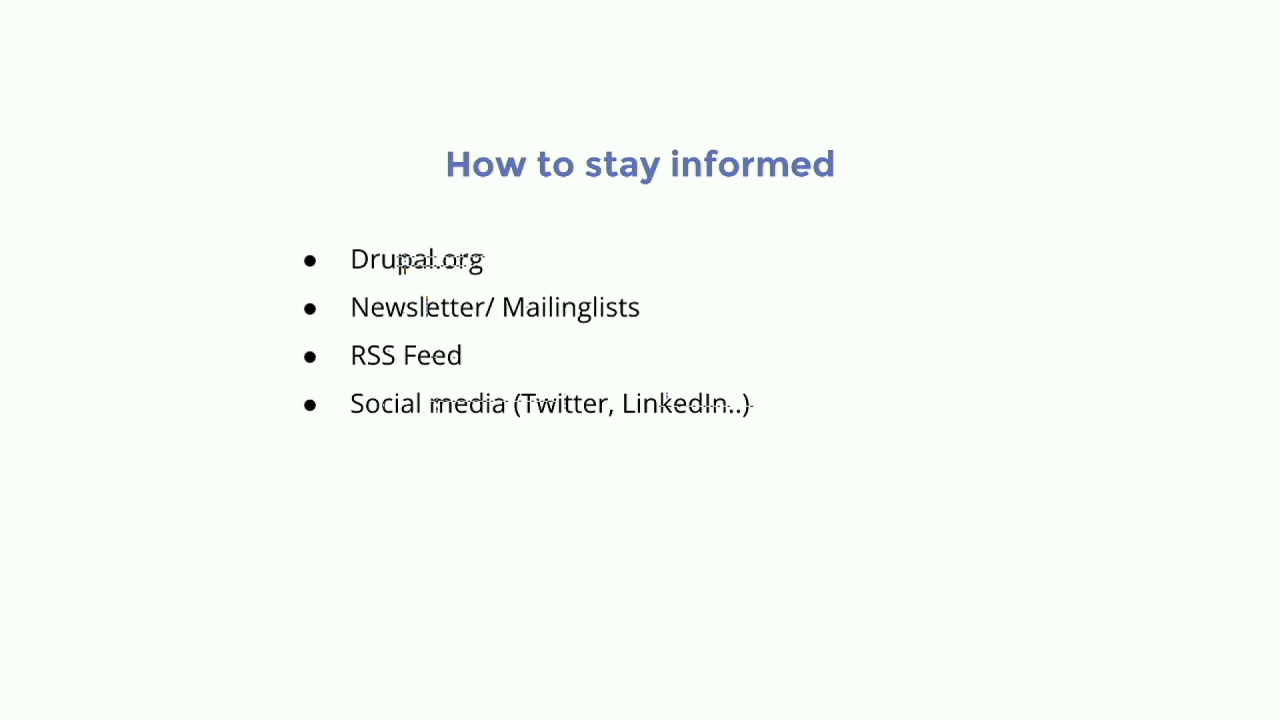 How to stay informed
● Drupal.org
● Newsletter/ Mailinglists
● RSS Feed
● Social media (Twitter, LinkedIn..)